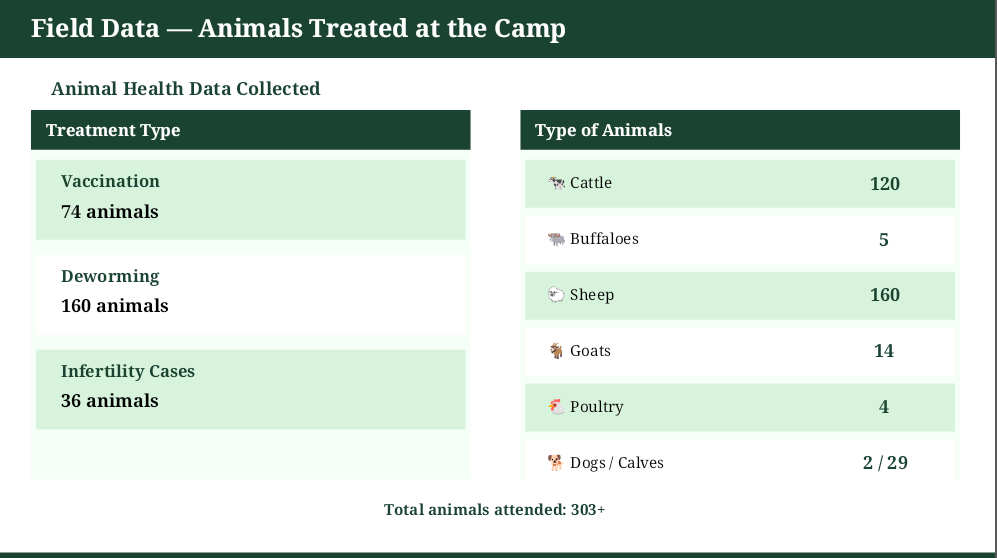 Field Data — Animals Treated at the Camp
Animal Health Data Collected
Treatment Type
Vaccination
74 animals
Deworming
160 animals
Infertility Cases
36 animals
Type of Animals
Cattle 120
Buffaloes 5
Sheep 160
Goats 14
Poultry 4
Dogs / Calves 2 / 29
Total animals attended: 303+